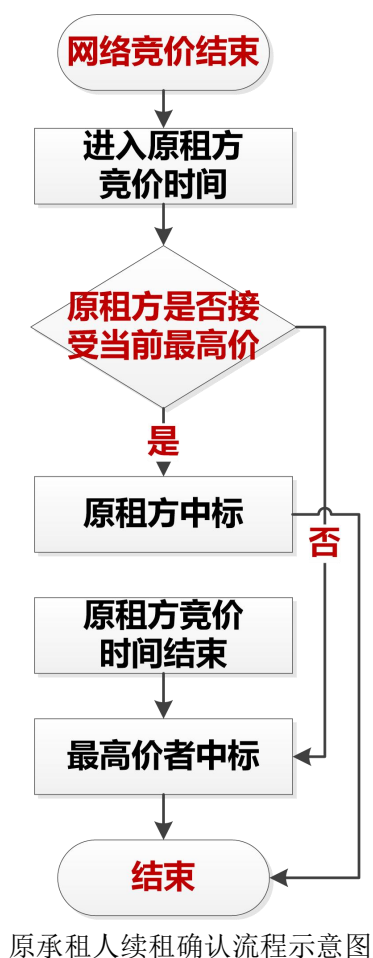 网络竞价结束
进入原租方
竞价时间
原租方是否接
受当前最高价
是
原租方中标
否
原租方竞价
时间结束
最高价者中标
结束
原承租人续租确认流程示意图